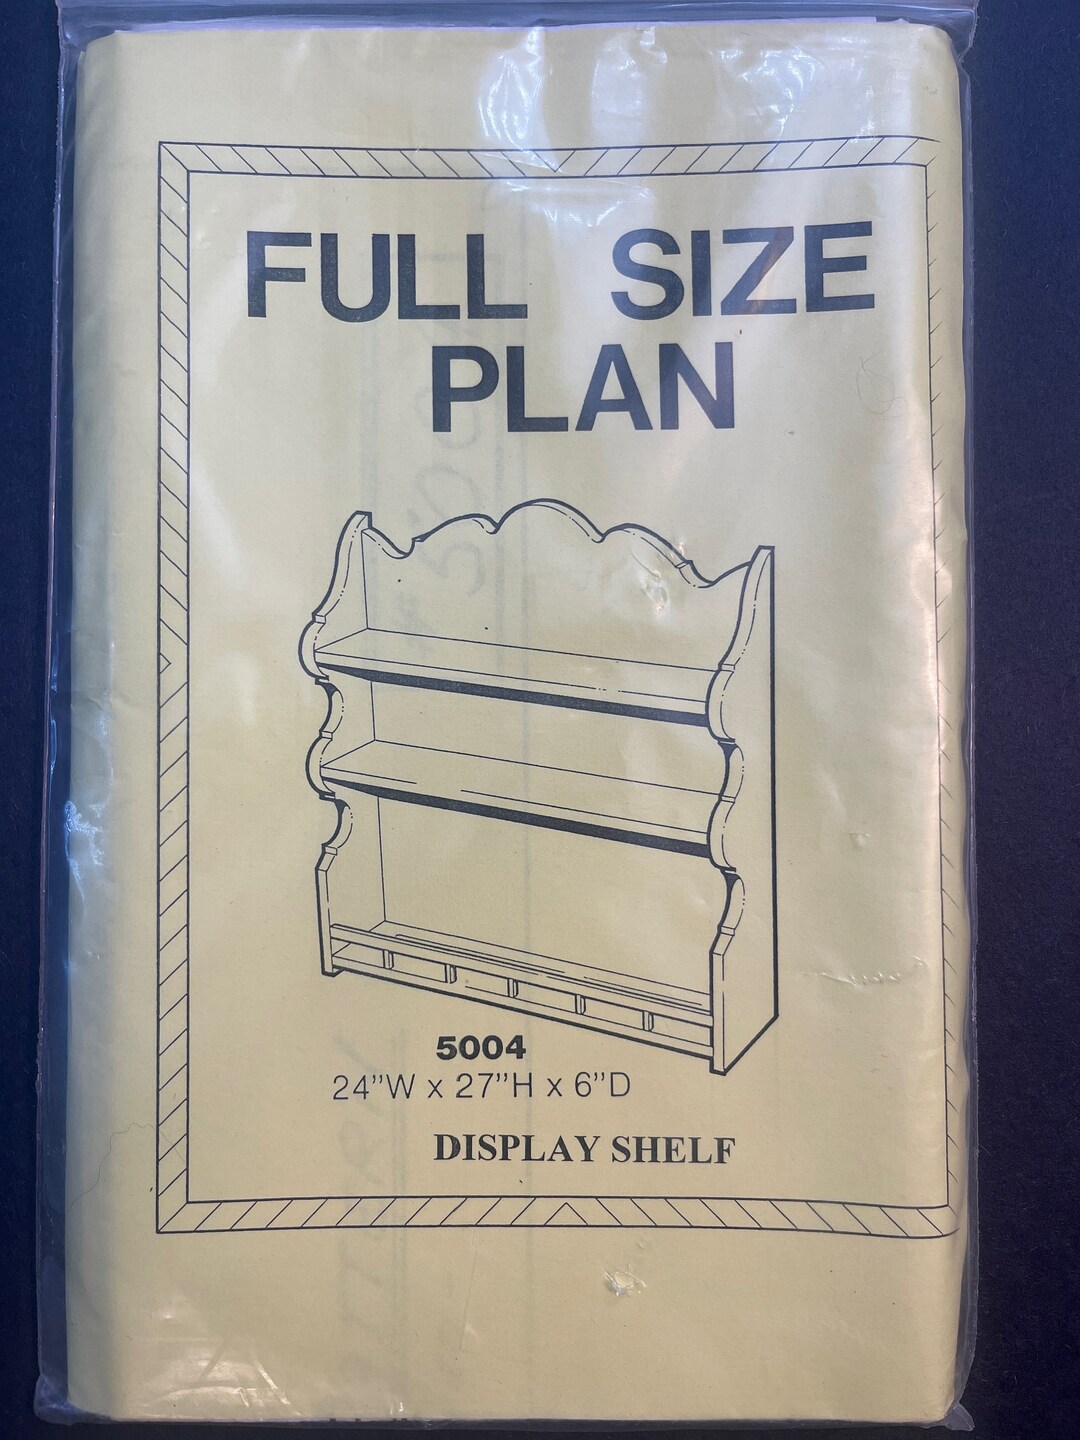 FULL SIZE
PLAN
5004
24”W x 27”H x 6”D
DISPLAY SHELF